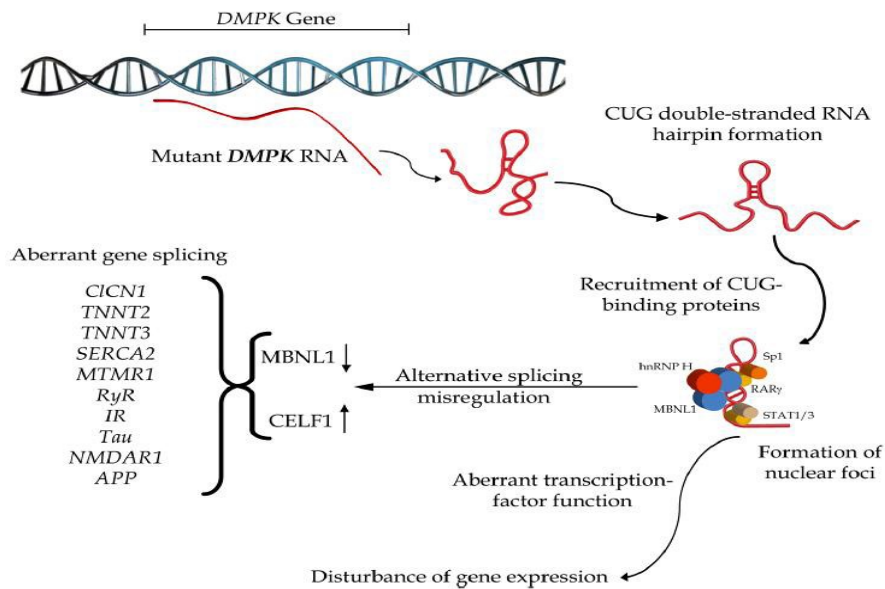 DMPK Gene
Mutant DMPK RNA
CUG double-stranded RNA
hairpin formation
Recruitment of CUG-
binding proteins
hnRNP H
Sp1
RARγ
MBNL1
STAT1/3
Formation of
nuclear foci
Alternative splicing
misregulation
MBNL1 ↓
CELF1 ↑
Aberrant gene splicing
ClCN1
TNNT2
TNNT3
SERCA2
MTMR1
RyR
IR
Tau
NMDAR1
APP
Aberrant transcription-
factor function
Disturbance of gene expression